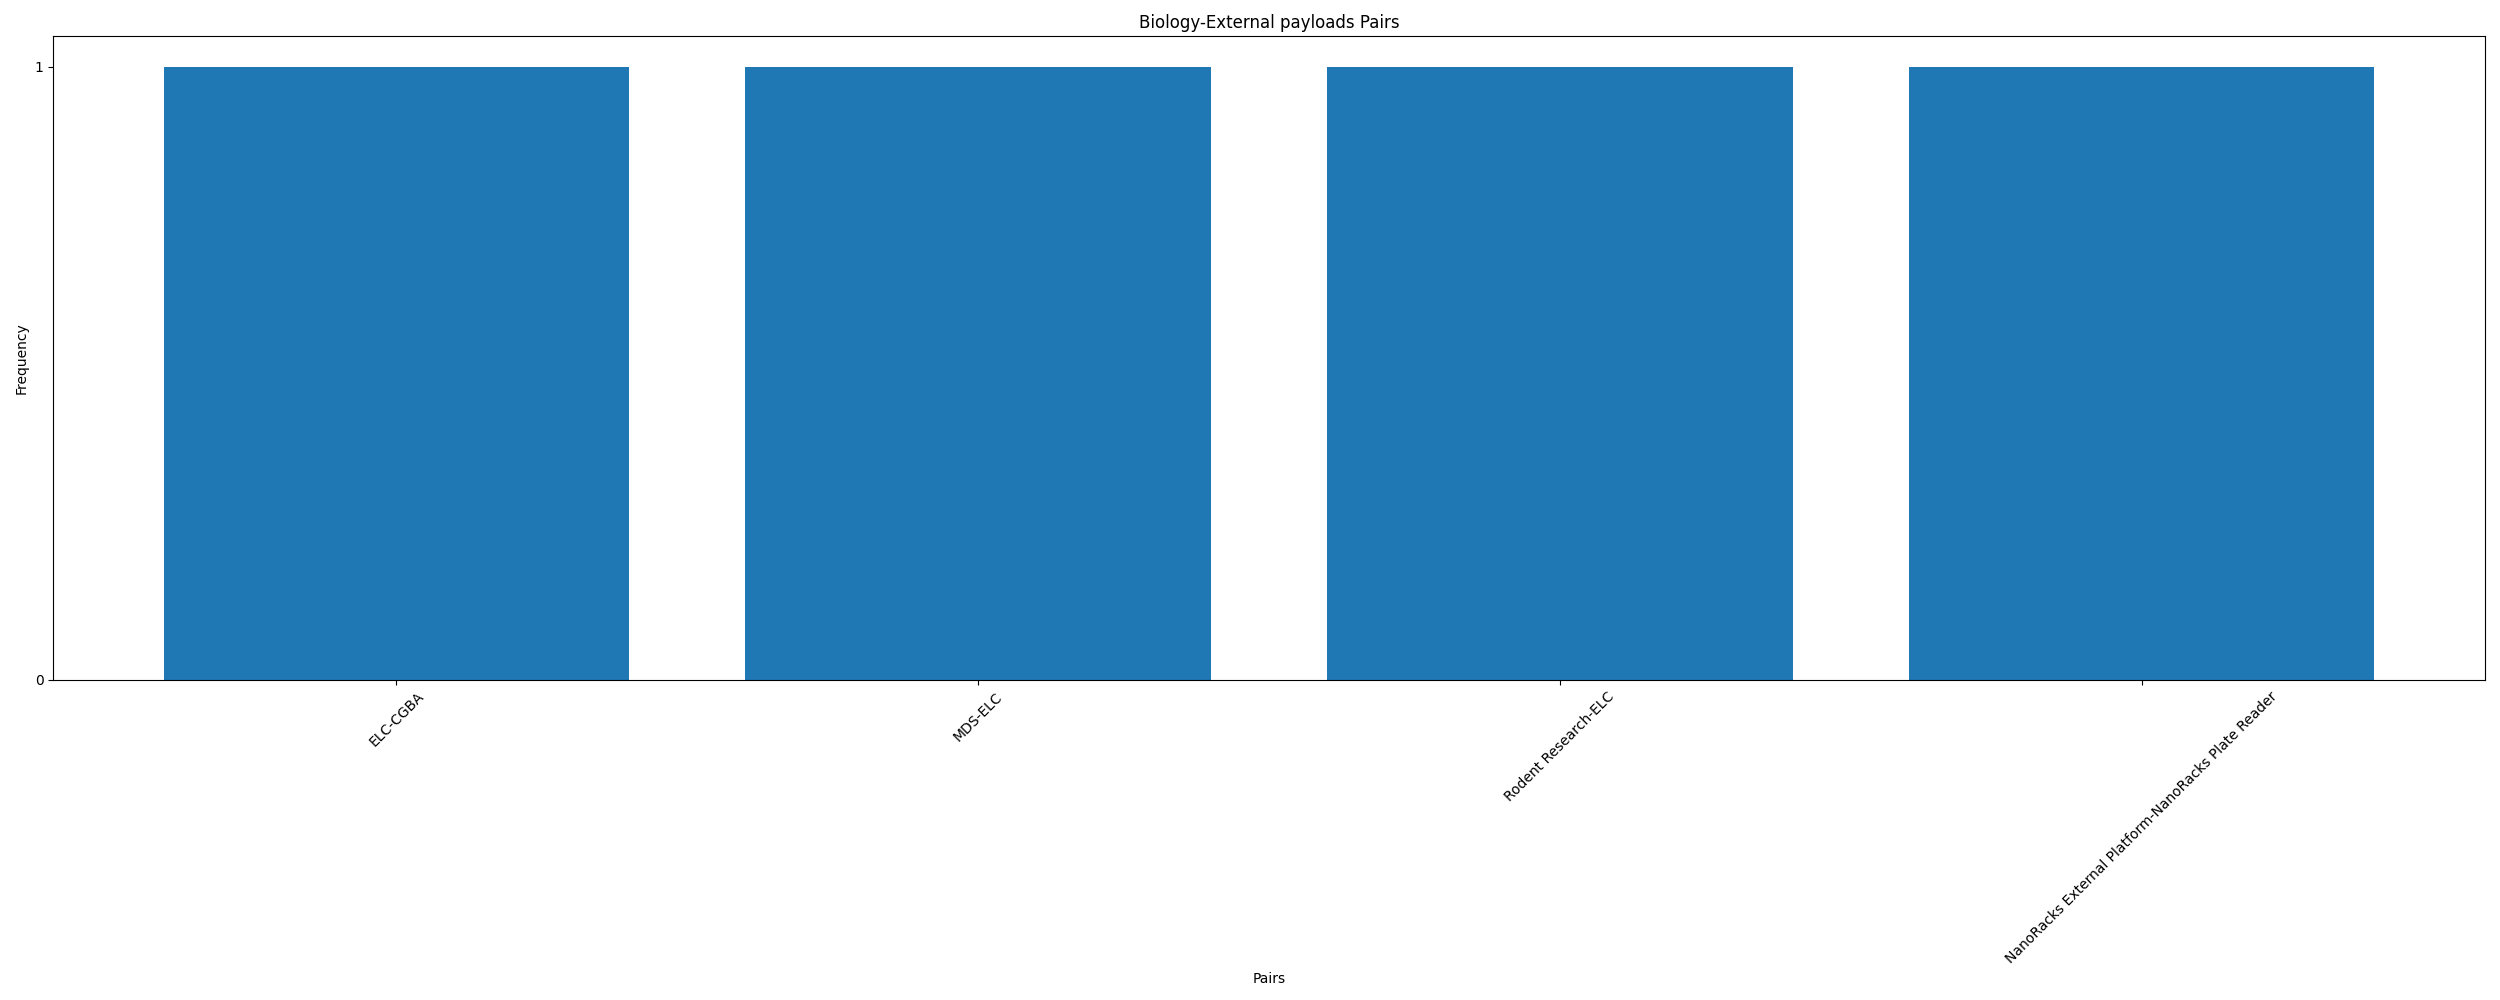 Biology-External payloads Pairs
Frequency
1
0
ELC-CGBA
MDS-ELC
Rodent Research-ELC
NanoRacks External Platform-NanoRacks Plate Reader
Pairs